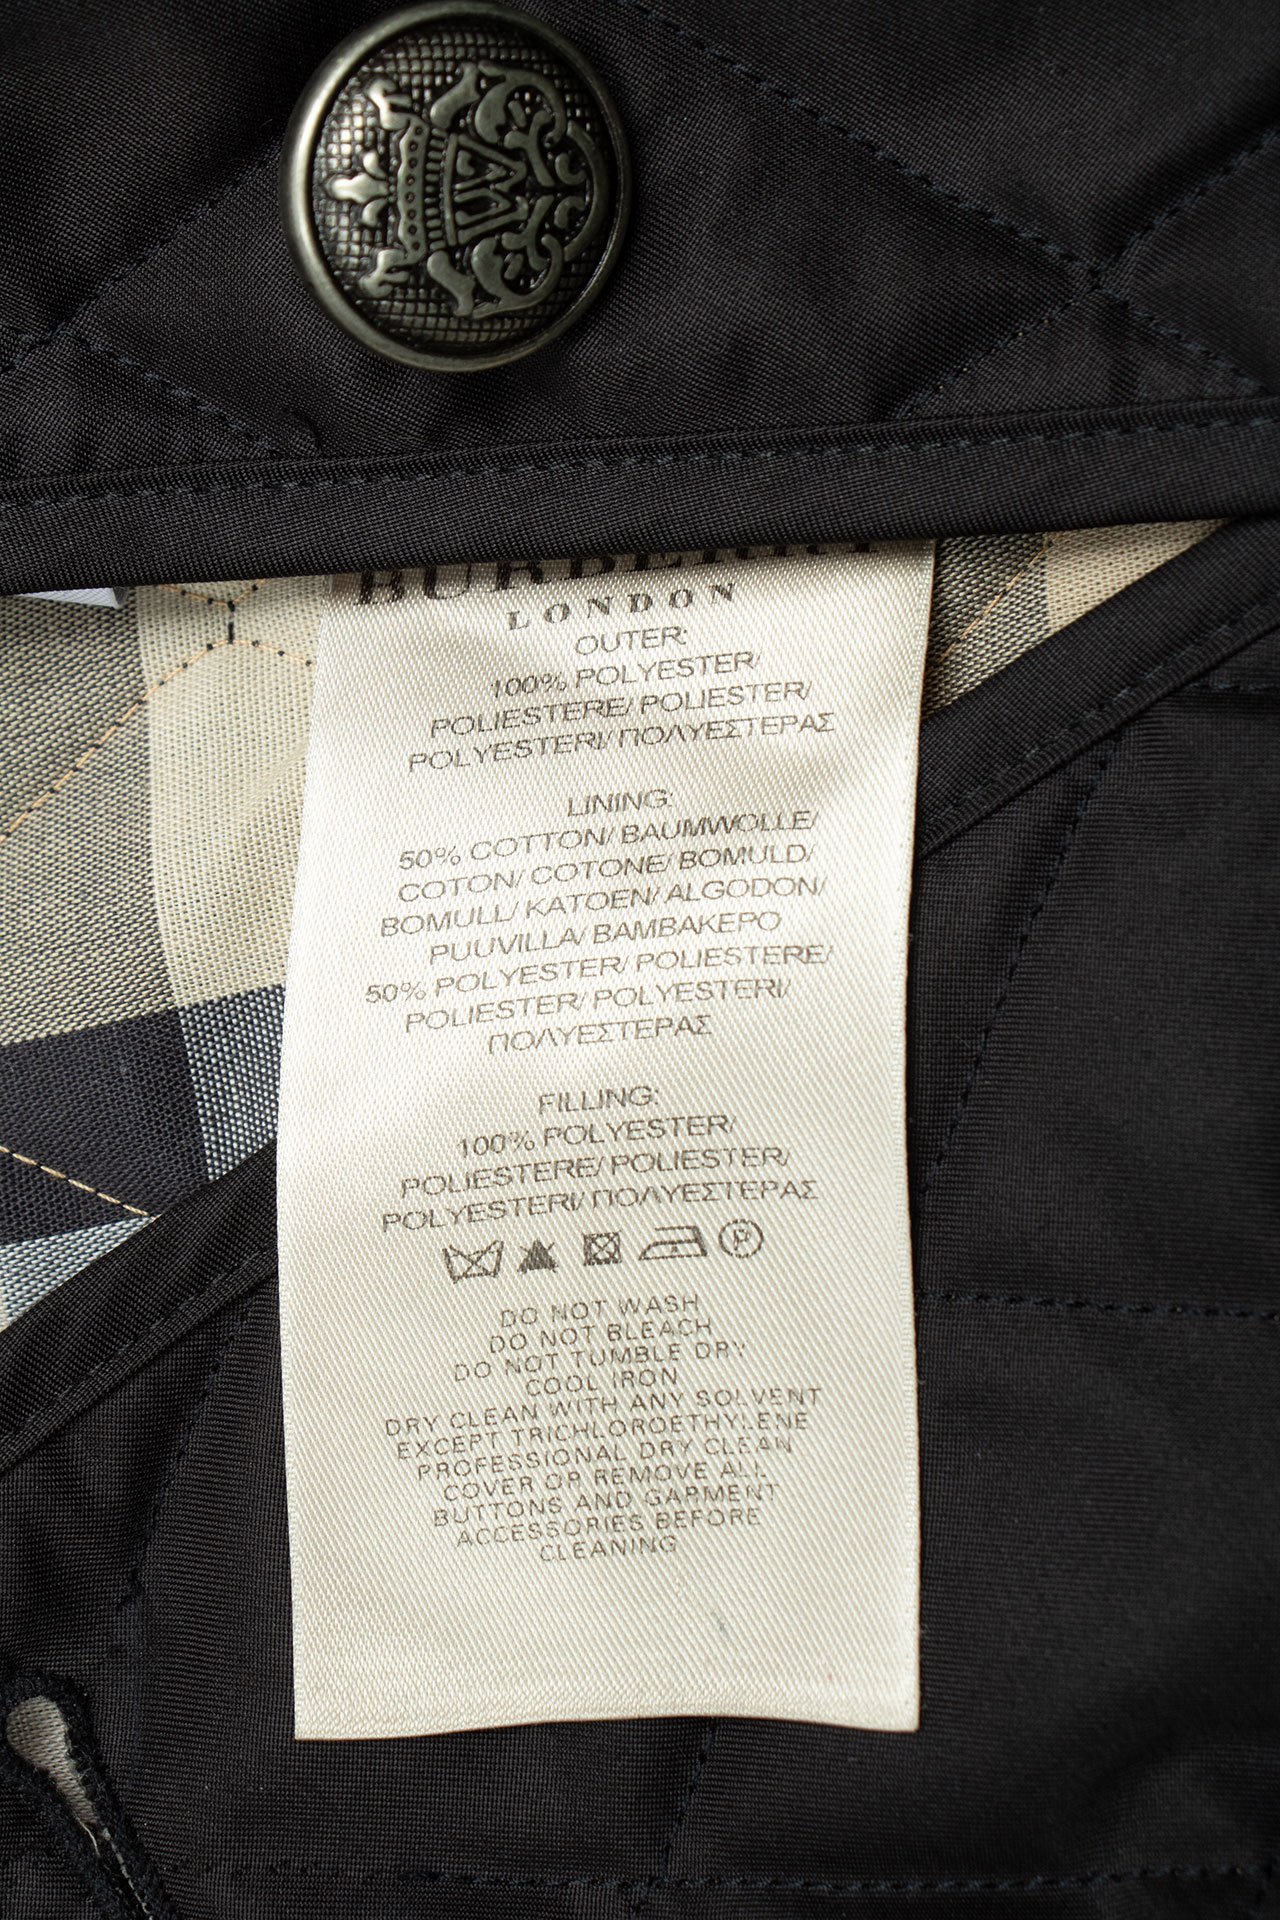 BURBERRY
LONDON
OUTER:
100% POLYESTER/
POLIESTERE/ POLIESTER/
POLYESTERI/ ΠΟΛΥΕΣΤΕΡΑΣ
LINING:
50% COTTON/ BAUMWOLLE/
COTON/ COTONE/ BOMULD/
BOMULL/ KATOEN/ ALGODON/
PUUVILLA/ ΒΑΜΒΑΚΕΡΟ
50% POLYESTER/ POLIESTERE/
POLIESTER/ POLYESTERI/
ΠΟΛΥΕΣΤΕΡΑΣ
FILLING:
100% POLYESTER/
POLIESTERE/ POLIESTER/
POLYESTERI/ ΠΟΛΥΕΣΤΕΡΑΣ
P
DO NOT WASH
DO NOT BLEACH
DO NOT TUMBLE DRY
COOL IRON
DRY CLEAN WITH ANY SOLVENT
EXCEPT TRICHLOROETHYLENE
PROFESSIONAL DRY CLEAN
COVER OR REMOVE ALL
BUTTONS AND GARMENT
ACCESSORIES BEFORE
CLEANING